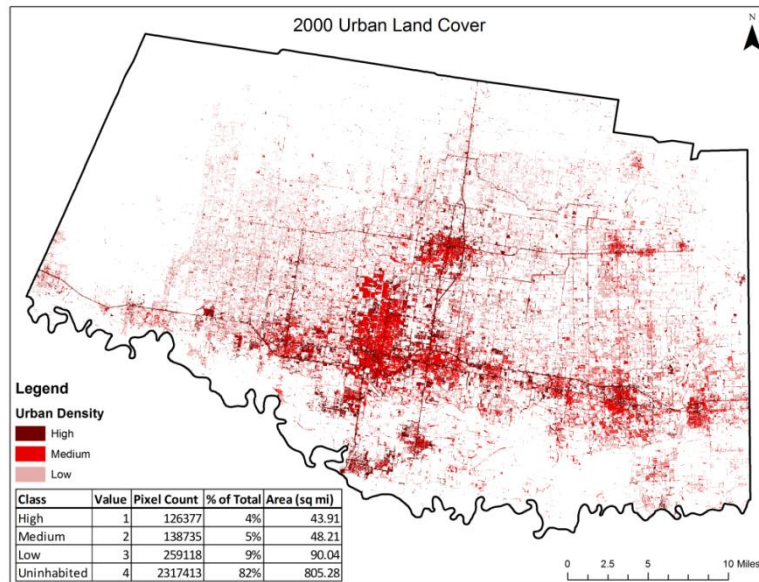 2000 Urban Land Cover
N
Legend
Urban Density
High
Medium
Low
Class Value Pixel Count % of Total Area (sq mi)
High 1 126377 4% 43.91
Medium 2 138735 5% 48.21
Low 3 259118 9% 90.04
Uninhabited 4 2317413 82% 805.28
0 2.5 5 10 Miles